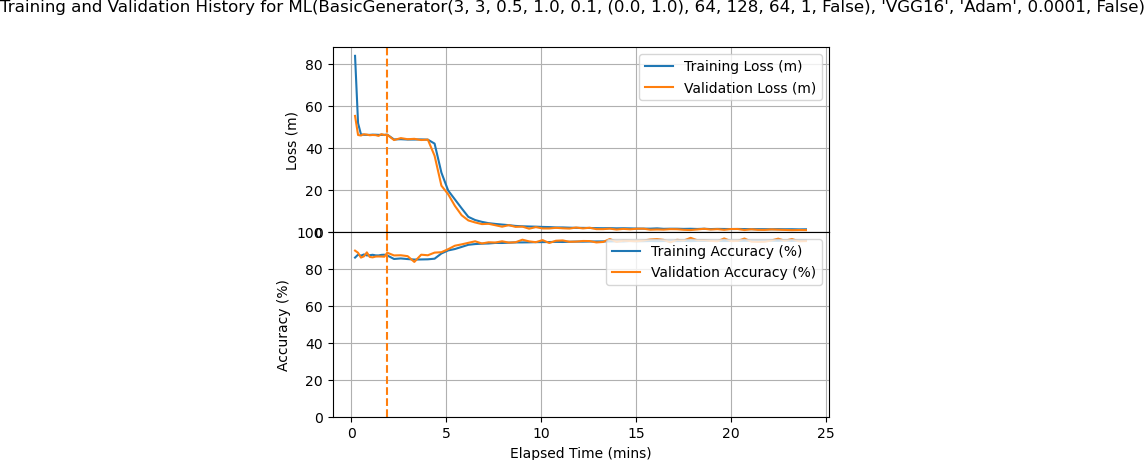 Training and Validation History for ML(BasicGenerator(3, 3, 0.5, 1.0, 0.1, (0.0, 1.0), 64, 128, 64, 1, False), 'VGG16', 'Adam', 0.0001, False)
Loss (m)
80
60
40
20
0
Training Loss (m)
Validation Loss (m)
Accuracy (%)
100
80
60
40
20
0
Training Accuracy (%)
Validation Accuracy (%)
0 5 10 15 20 25
Elapsed Time (mins)